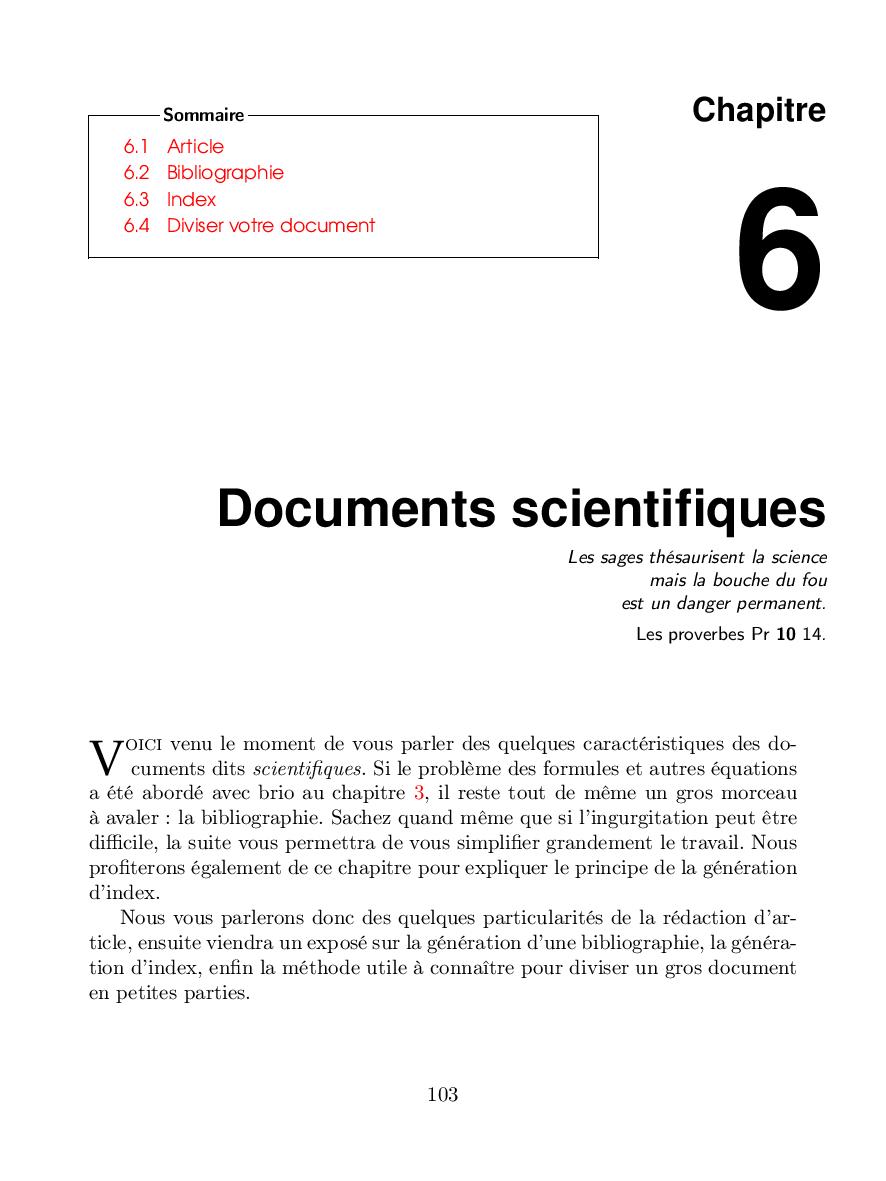 Sommaire
6.1 Article
6.2 Bibliographie
6.3 Index
6.4 Diviser votre document
Chapitre
6
Documents scientifiques
Les sages thésaurisent la science
mais la bouche du fou
est un danger permanent.
Les proverbes Pr 10 14.
VOICI venu le moment de vous parler des quelques caractéristiques des do-
cuments dits scientifiques. Si le problème des formules et autres équations
a été abordé avec brio au chapitre 3, il reste tout de même un gros morceau
à avaler : la bibliographie. Sachez quand même que si l'ingurgitation peut être
difficile, la suite vous permettra de vous simplifier grandement le travail. Nous
profiterons également de ce chapitre pour expliquer le principe de la génération
d'index.
Nous vous parlerons donc des quelques particularités de la rédaction d'ar-
ticle, ensuite viendra un exposé sur la génération d'une bibliographie, la généra-
tion d'index, enfin la méthode utile à connaître pour diviser un gros document
en petites parties.
103